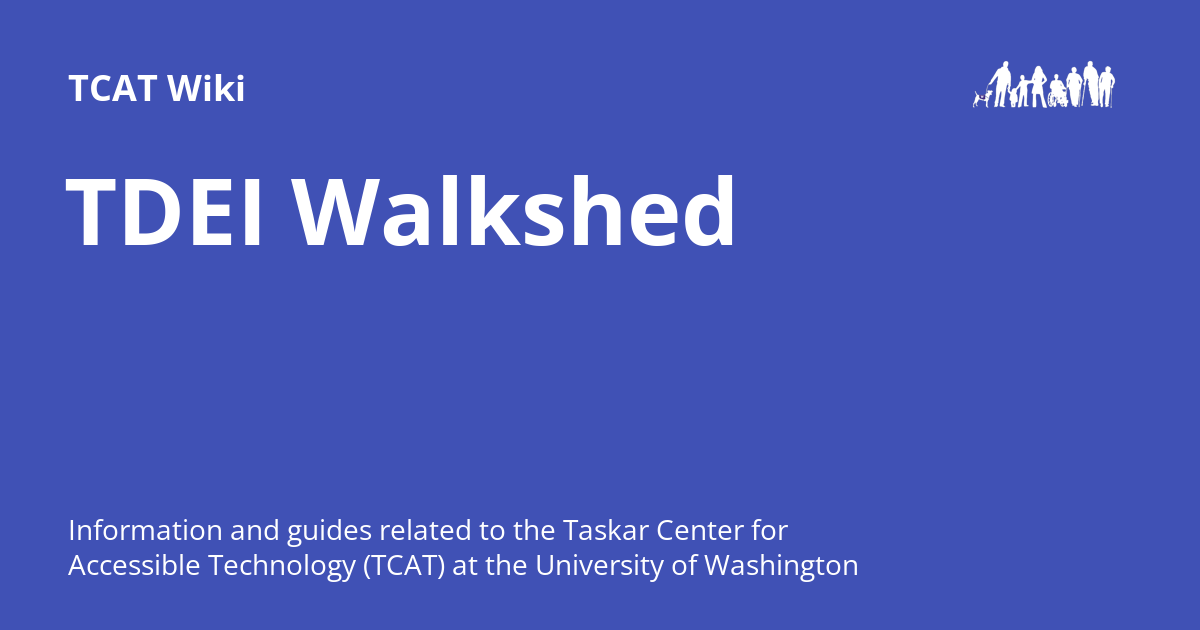 TCAT Wiki
TDEI Walkshed
Information and guides related to the Taskar Center for
Accessible Technology (TCAT) at the University of Washington